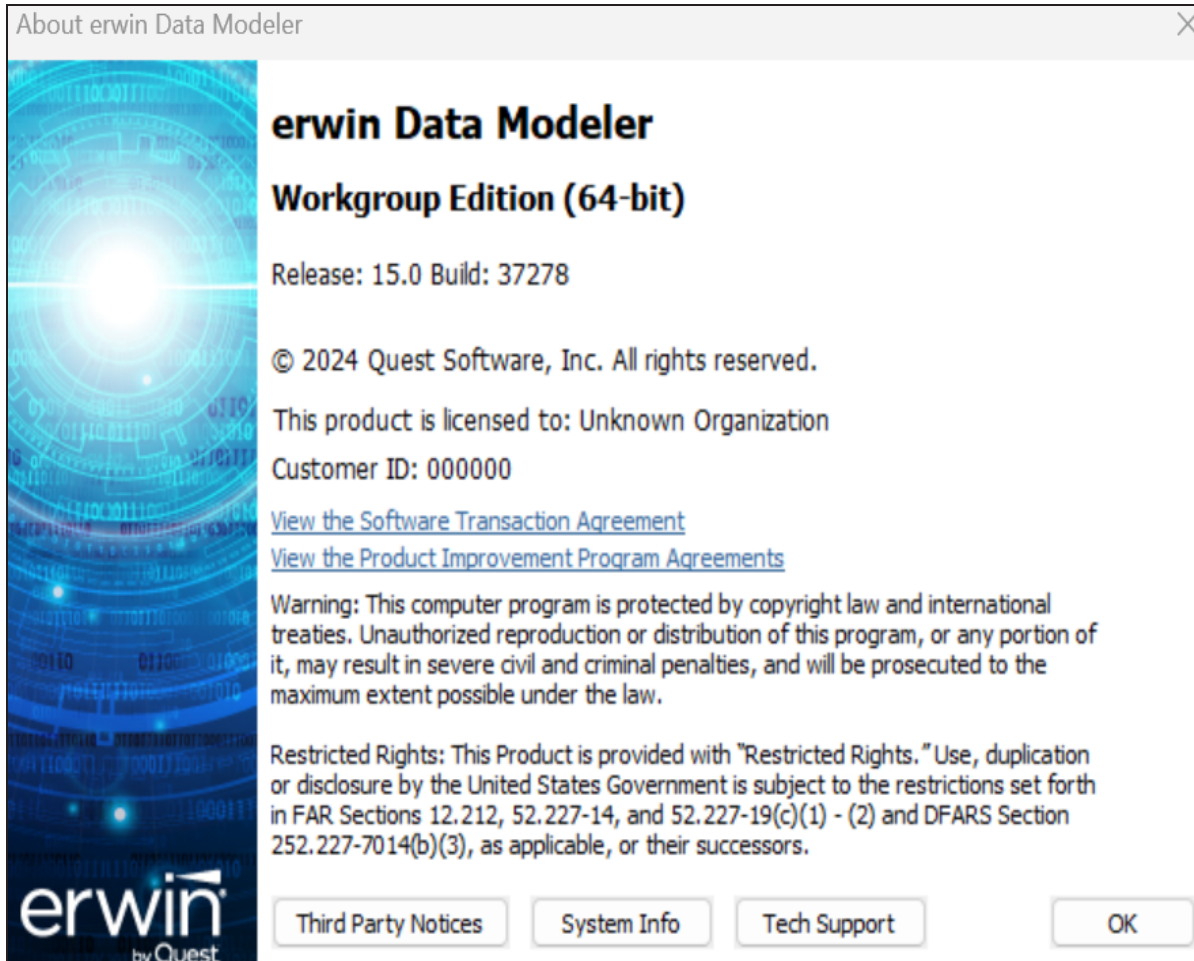 About erwin Data Modeler
erwin Data Modeler
Workgroup Edition (64-bit)
Release: 15.0 Build: 37278
© 2024 Quest Software, Inc. All rights reserved.
This product is licensed to: Unknown Organization
Customer ID: 000000
View the Software Transaction Agreement
View the Product Improvement Program Agreements
Warning: This computer program is protected by copyright law and international
treaties. Unauthorized reproduction or distribution of this program, or any portion of
it, may result in severe civil and criminal penalties, and will be prosecuted to the
maximum extent possible under the law.
Restricted Rights: This Product is provided with “Restricted Rights.” Use, duplication
or disclosure by the United States Government is subject to the restrictions set forth
in FAR Sections 12.212, 52.227-14, and 52.227-19(c)(1) - (2) and DFARS Section
252.227-7014(b)(3), as applicable, or their successors.
erwin
by Quest
Third Party Notices System Info Tech Support OK